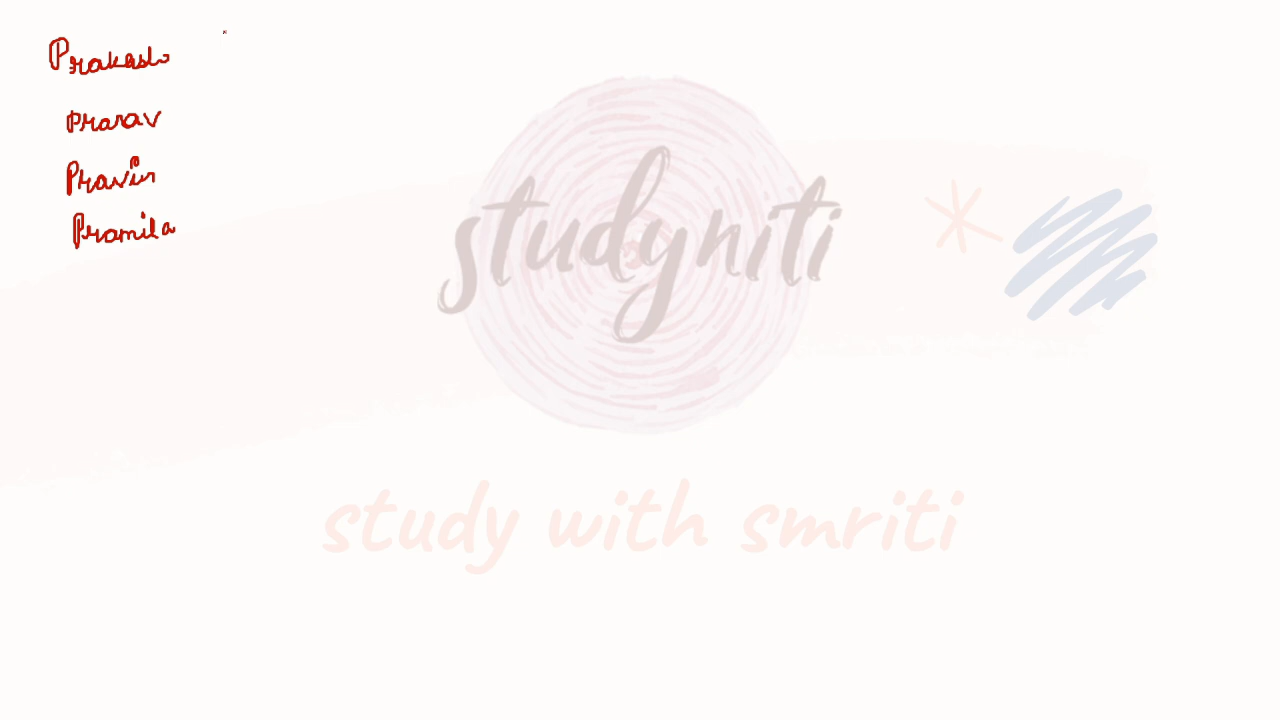 Prakash
Pranav
Pravin
Pramila
studyniti
study with smriti